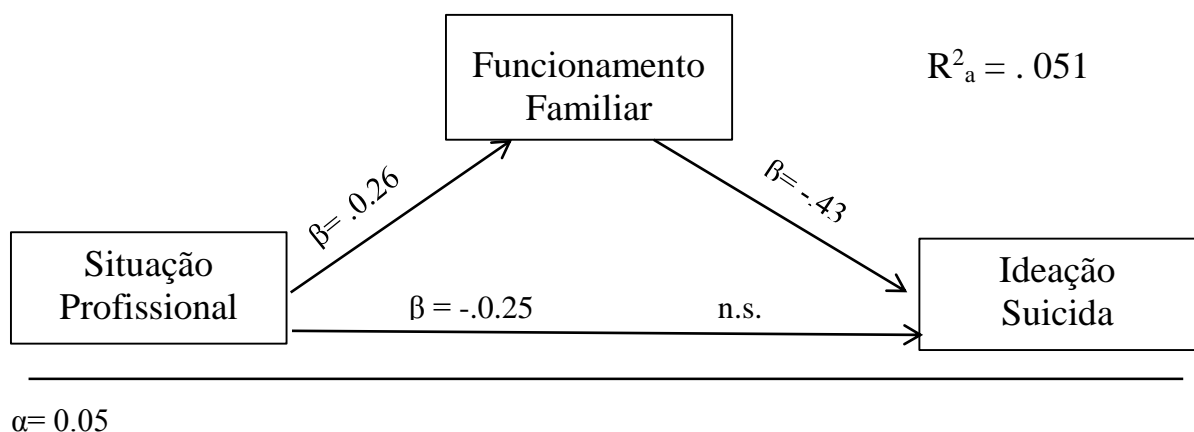 Funcionamento
Familiar
R²ₐ = . 051
β= .0.26
β= -.43
Situação
Profissional
Ideação
Suicida
β = -.0.25
n.s.
α= 0.05